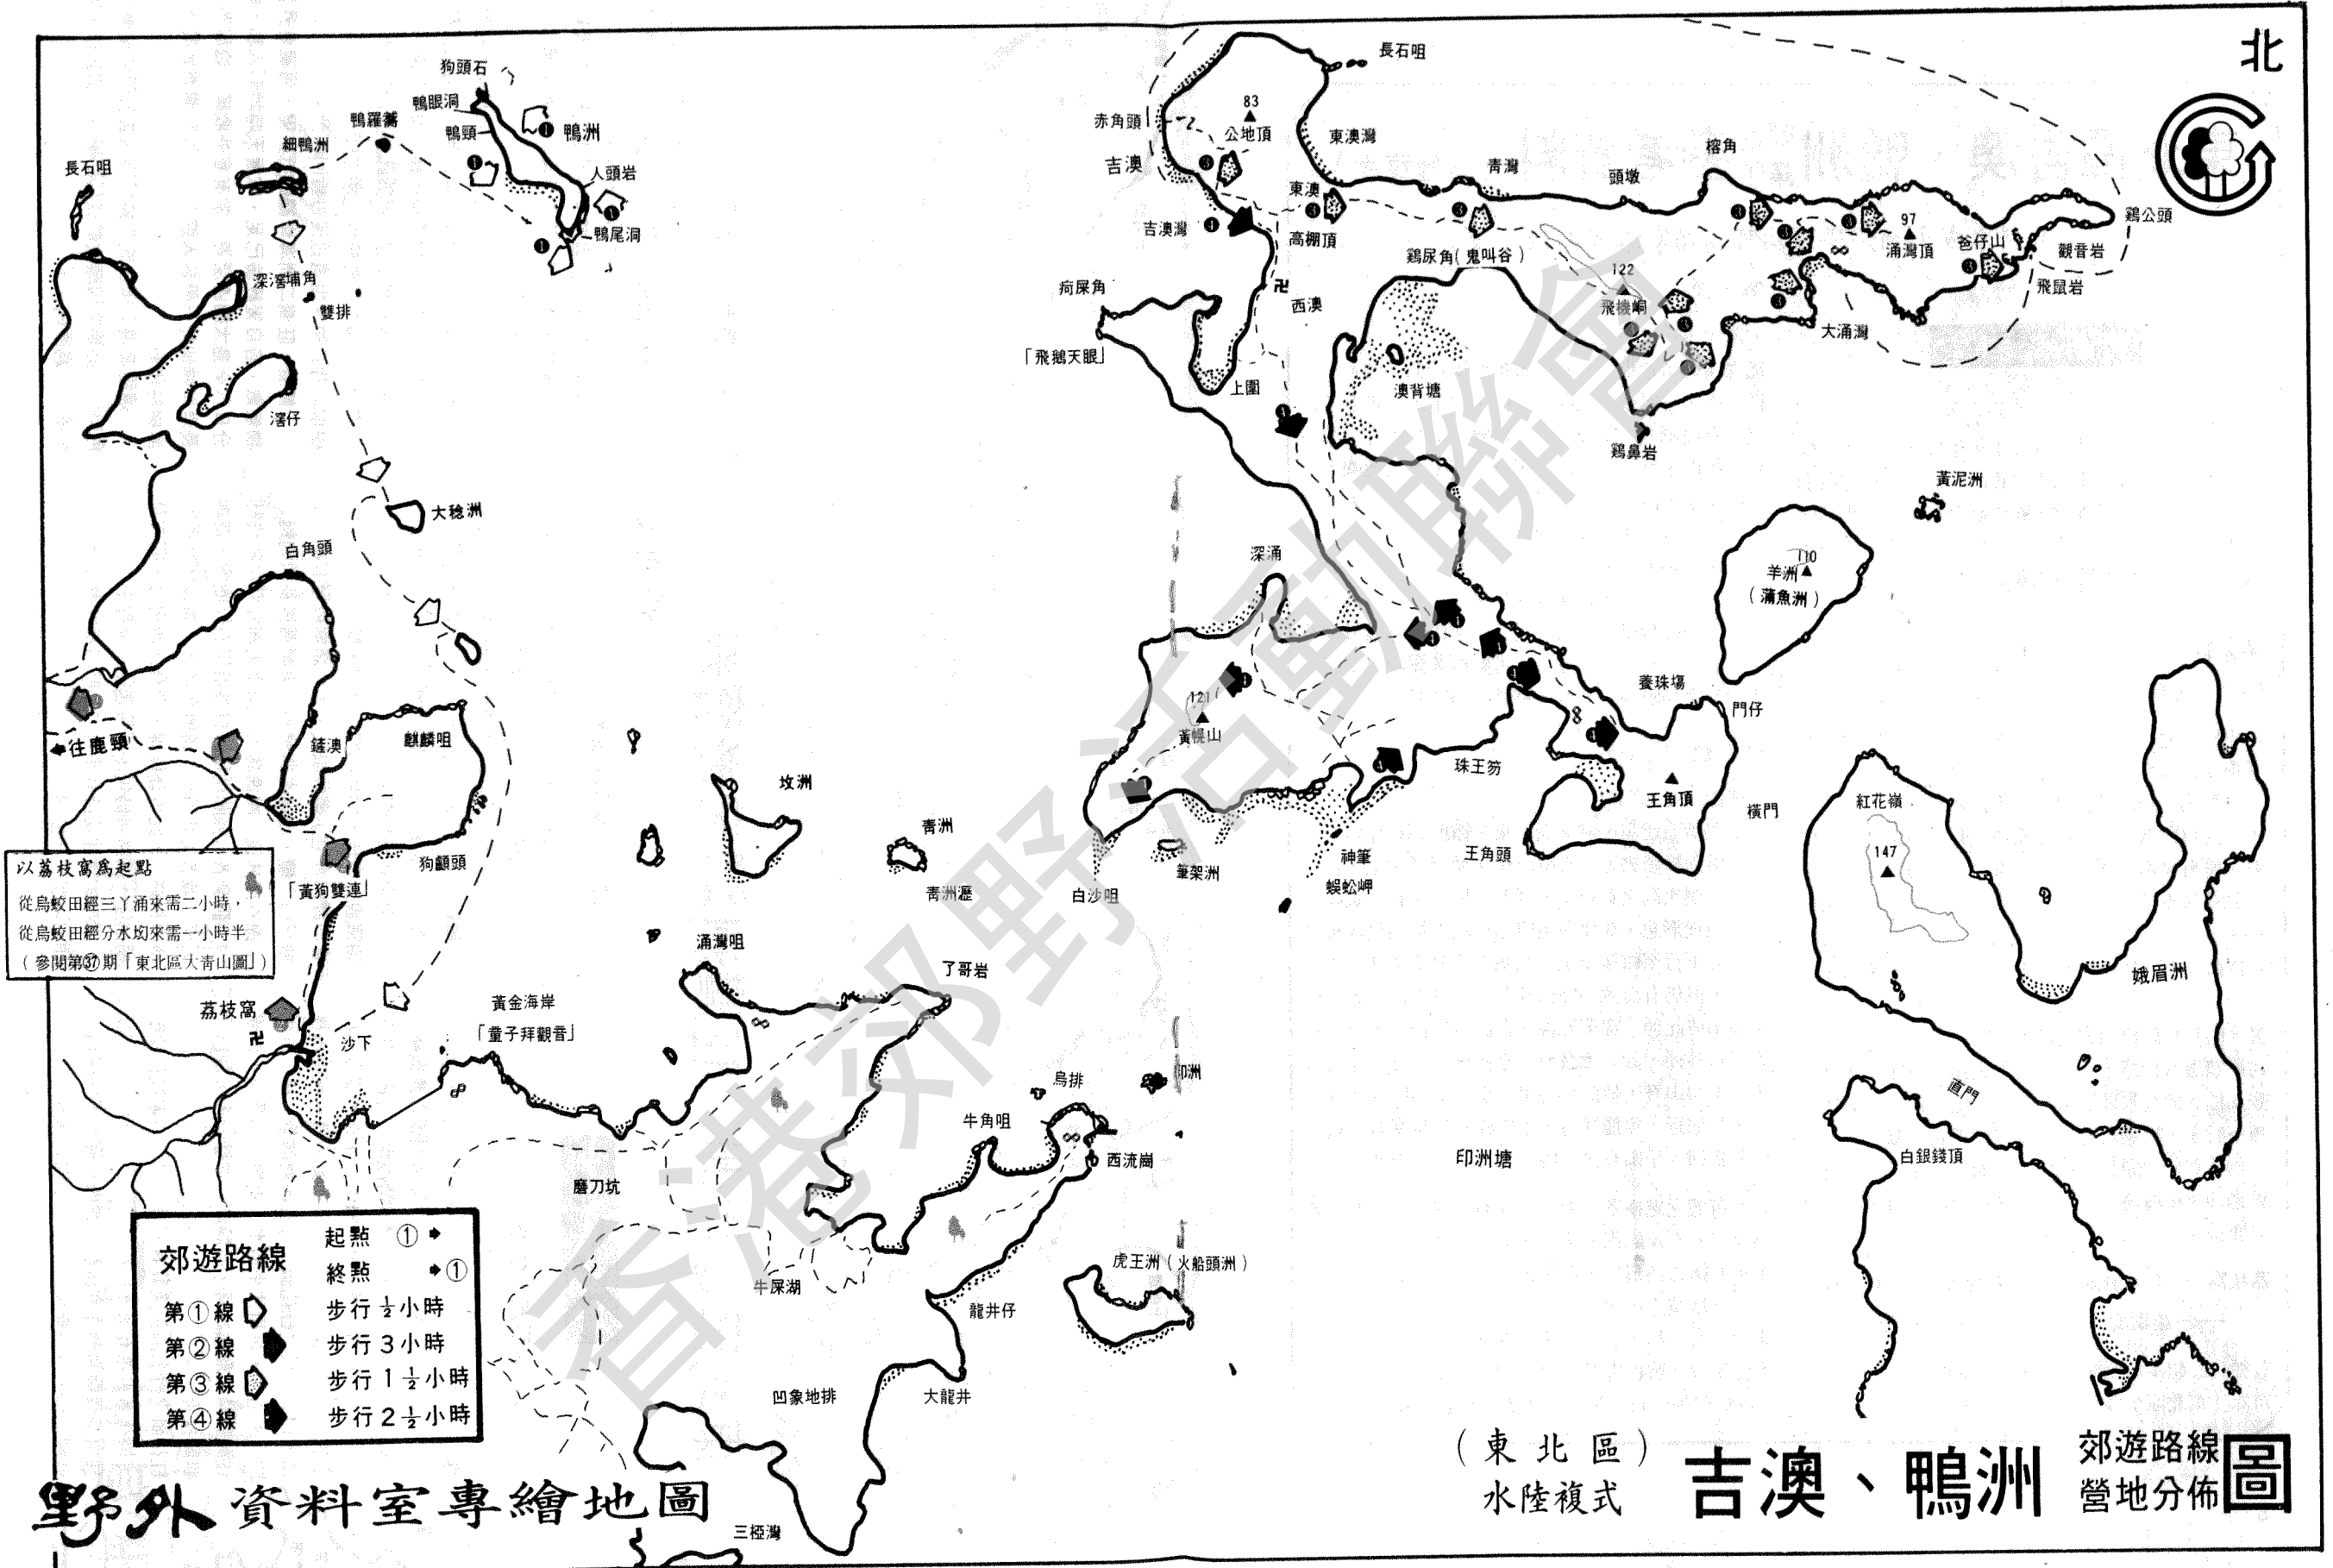 北
狗頭石
鴨眼洞
鴨頸
鴨洲
鴨羅蓆
細鴨洲
人頭岩
鴨尾洞
長石咀
深滘埔角
雙排
滘仔
大稔洲
白角頭
往鹿頸
鎖澳
麒麟咀
狗顱頭
「黃狗雙連」
以荔枝窩為起點
從烏蛟田經三丫涌來需二小時，
從烏蛟田經分水坳來需一小時半
（參閱第㊲期「東北區大青山圖」）
荔枝窩
卍
沙下
黃金海岸
「童子拜觀音」
長石咀
83
公地頂
赤角頭
吉澳
東澳灣
東澳
吉澳灣
高棚頂
青灣
頭墩
榕角
鷄公頭
97
涌灣頂
爸仔山
觀音岩
飛鼠岩
鷄尿角（鬼叫谷）
122
飛機峒
大涌灣
疴屎角
卍
西澳
「飛鵝天眼」
上圍
澳背塘
鷄鼻岩
黃泥洲
110
羊洲
（蒲魚洲）
深涌
121
黃幌山
養珠塲
門仔
珠王笏
王角頂
橫門
王角頭
紅花嶺
147
娥眉洲
坟洲
青洲
青洲瀝
白沙咀
筆架洲
神筆
蜈蚣岬
涌灣咀
了哥岩
烏排
印洲
牛角咀
西流崗
印洲塘
直門
白銀錢頂
磨刀坑
牛屎湖
虎王洲（火船頭洲）
龍井仔
大龍井
凹象地排
三椏灣
郊遊路線
起點 ①
終點 ①
第①線 步行½小時
第②線 步行3小時
第③線 步行1½小時
第④線 步行2½小時
野外資料室專繪地圖
（東北區）
水陸複式
吉澳、鴨洲
郊遊路線
營地分佈
圖
香港郊野活動聯會